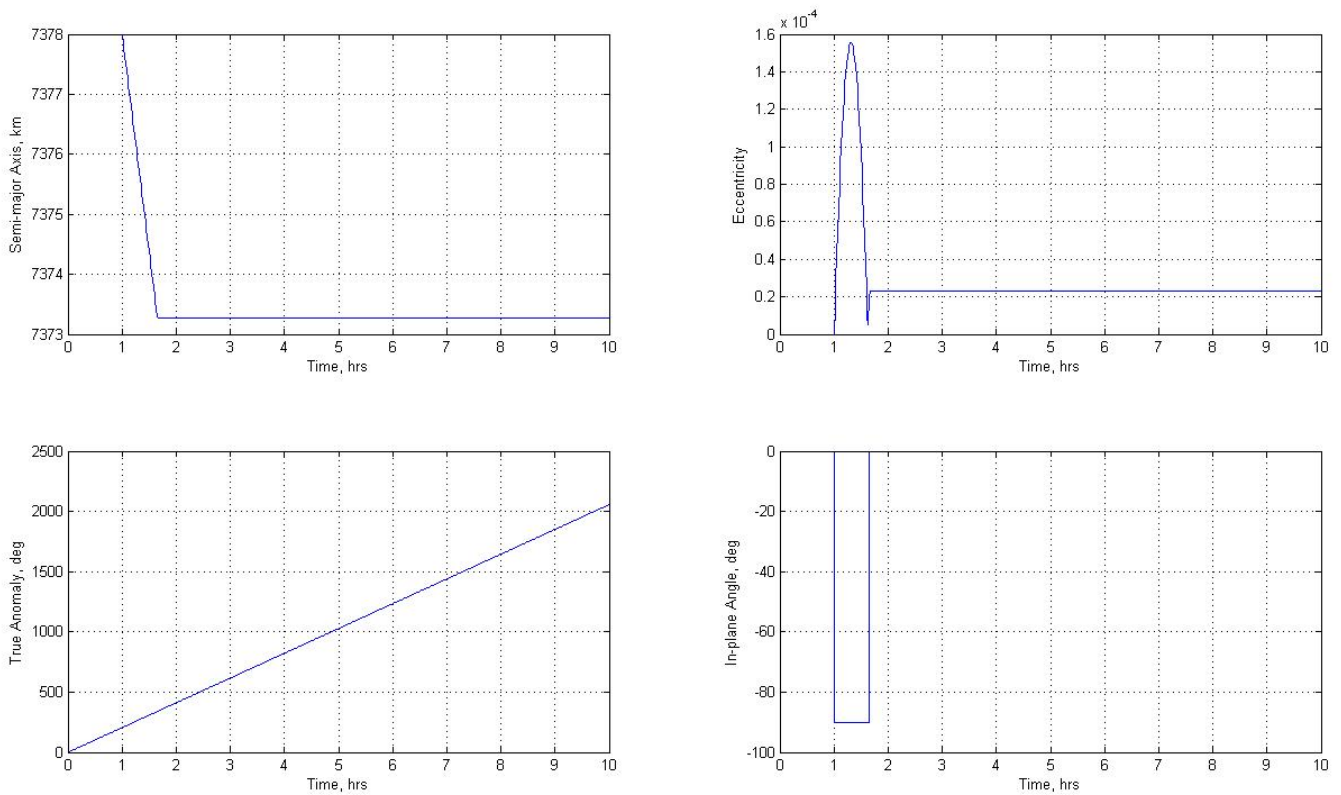 7378
7377
7376
7375
7374
7373
Semi-major Axis, km
0 1 2 3 4 5 6 7 8 9 10
Time, hrs
x 10^-4
1.6
1.4
1.2
1
0.8
0.6
0.4
0.2
0
Eccentricity
0 1 2 3 4 5 6 7 8 9 10
Time, hrs
2500
2000
1500
1000
500
0
True Anomaly, deg
0 1 2 3 4 5 6 7 8 9 10
Time, hrs
0
-20
-40
-60
-80
-100
In-plane Angle, deg
0 1 2 3 4 5 6 7 8 9 10
Time, hrs